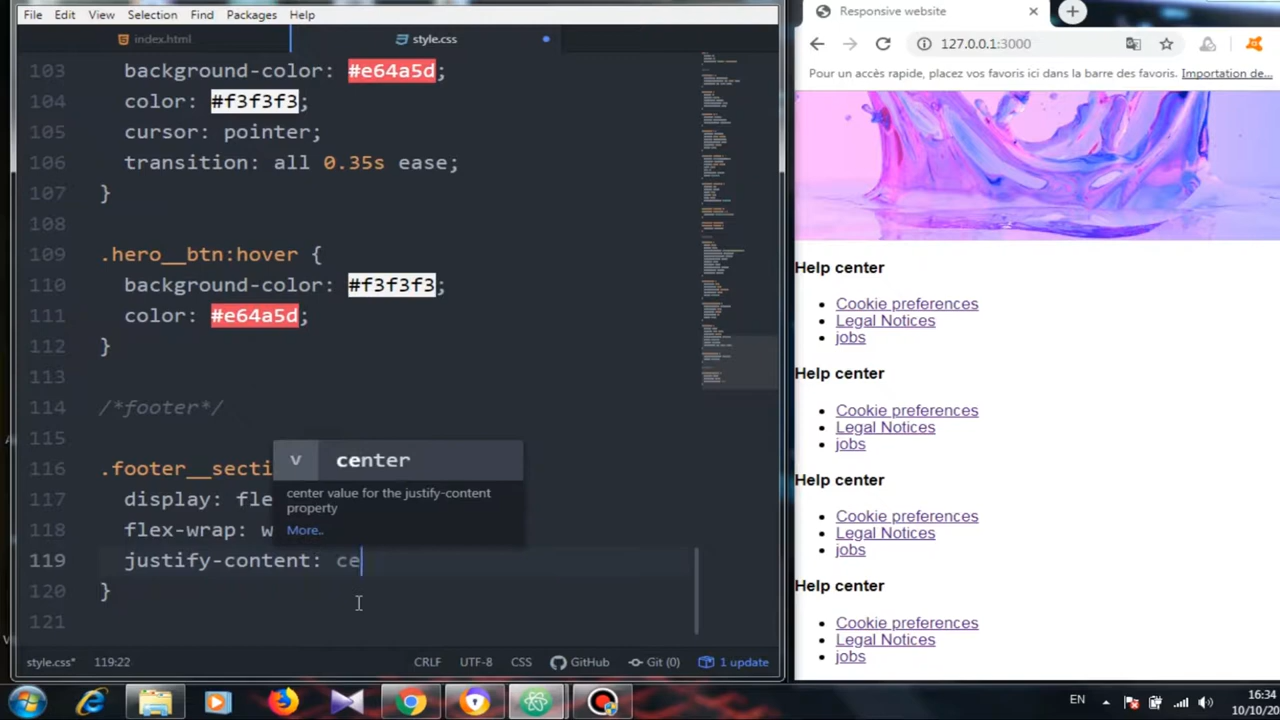 File Edit View Selection Find Packages Help
index.html
style.css
103 background-color: #e64a5d;
104 color: #f3f3f3;
105 cursor: pointer;
106 transition: all 0.35s ease;
107 }
108
109 .hero__btn:hover {
110 background-color: #f3f3f3;
111 color: #e64a5d;
112 }
113
114 /*footer*/
115
116 .footer__secti
117 display: fle
118 flex-wrap: w
119 justify-content: ce
120 }
121
v center
center value for the justify-content
property
More..
style.css* 119:22 CRLF UTF-8 CSS GitHub Git (0) 1 update
Responsive website
127.0.0.1:3000
Pour un accès rapide, placez vos favoris ici dans la barre des favoris. Importation de...
Help center
Cookie preferences
Legal Notices
jobs
Help center
Cookie preferences
Legal Notices
jobs
Help center
Cookie preferences
Legal Notices
jobs
Help center
Cookie preferences
Legal Notices
jobs
EN
16:34
10/10/20